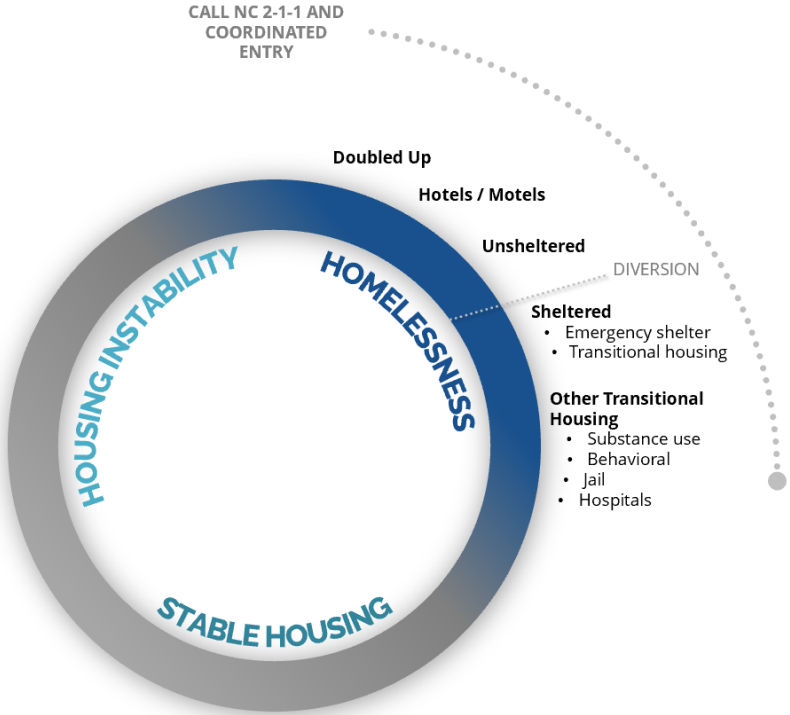 CALL NC 2-1-1 AND
COORDINATED
ENTRY
Doubled Up
Hotels / Motels
Unsheltered
DIVERSION
Sheltered
• Emergency shelter
• Transitional housing
Other Transitional
Housing
• Substance use
• Behavioral
• Jail
• Hospitals
HOUSING INSTABILITY
HOMELESSNESS
STABLE HOUSING